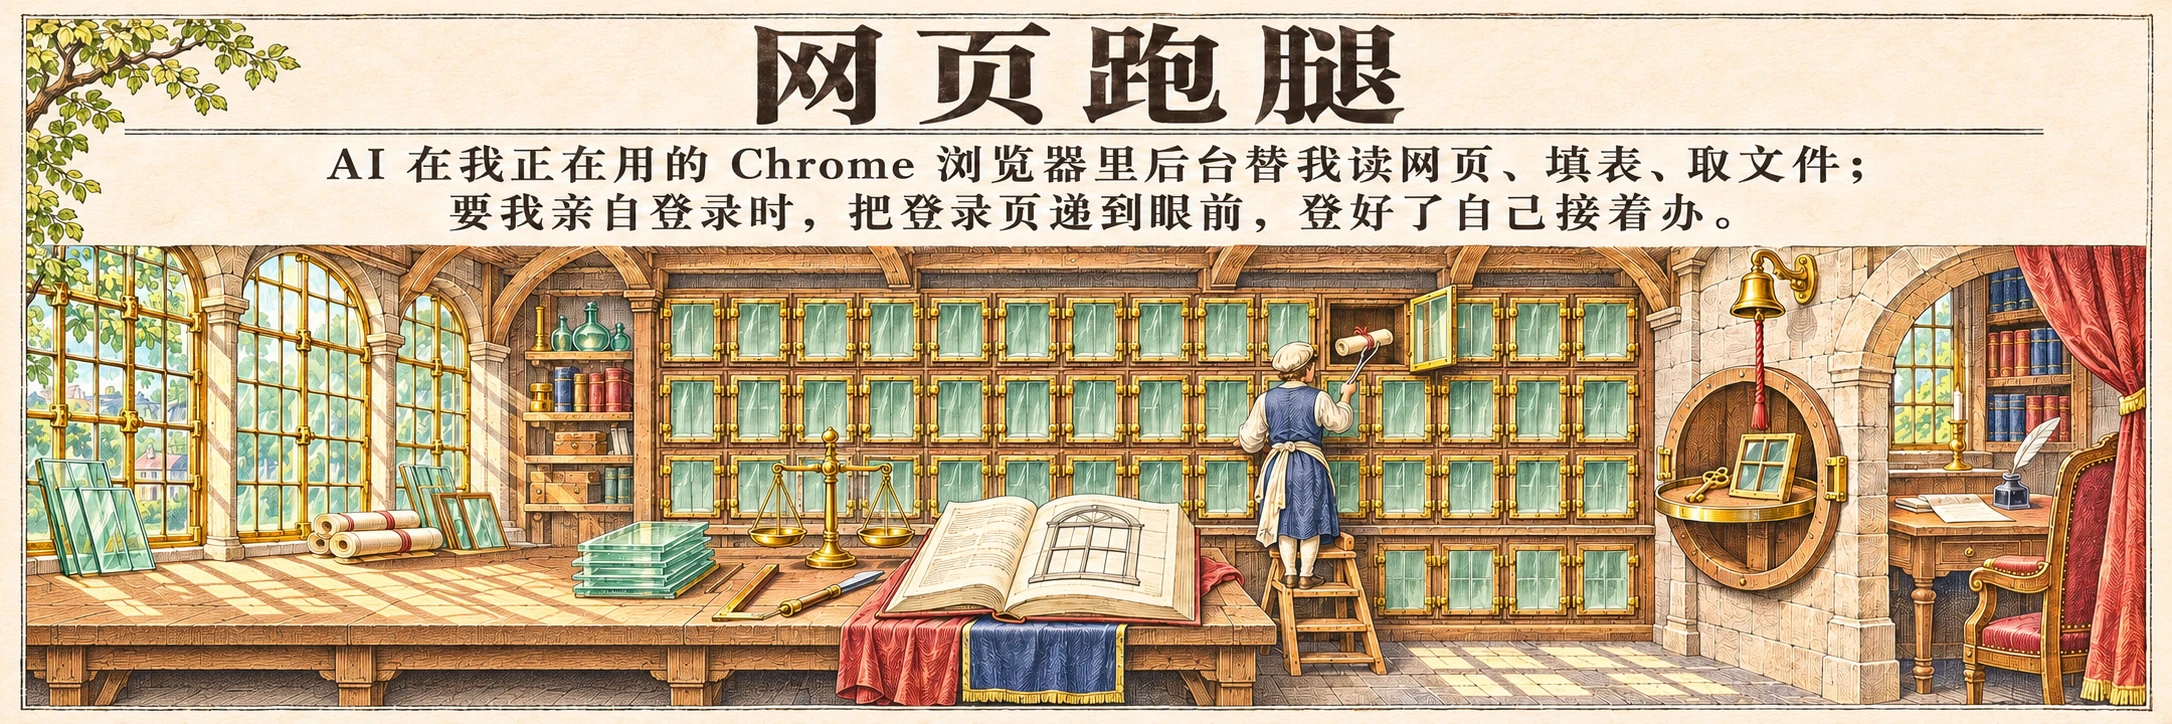 网页跑腿
AI 在我正在用的 Chrome 浏览器里后台替我读网页、填表、取文件；
要我亲自登录时，把登录页递到眼前，登好了自己接着办。